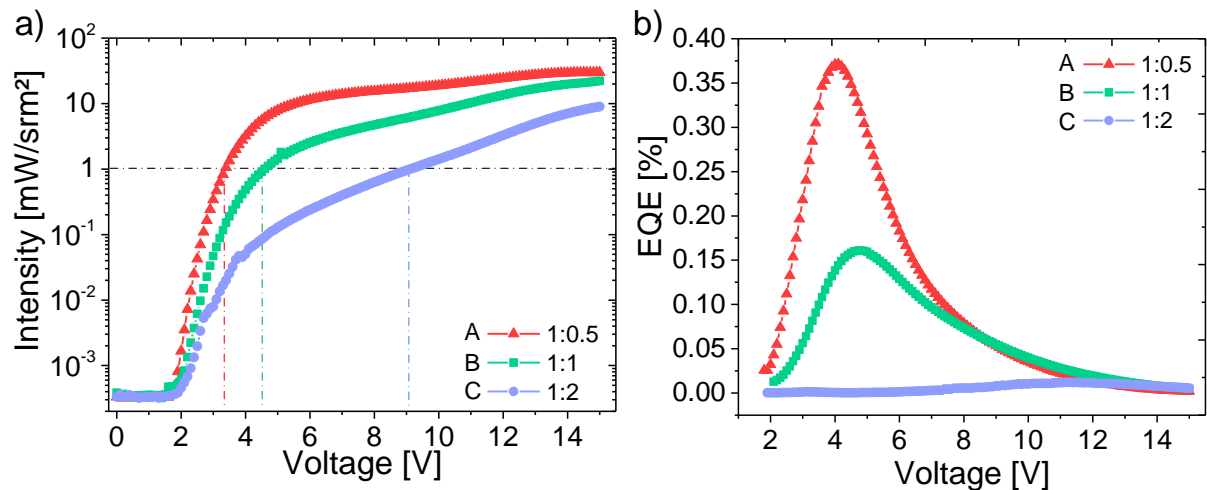 a)
Intensity [mW/srm²]
10²
10
1
10⁻¹
10⁻²
10⁻³
0 2 4 6 8 10 12 14
Voltage [V]
A 1:0.5
B 1:1
C 1:2
b)
EQE [%]
0.40
0.35
0.30
0.25
0.20
0.15
0.10
0.05
0.00
2 4 6 8 10 12 14
Voltage [V]
A 1:0.5
B 1:1
C 1:2